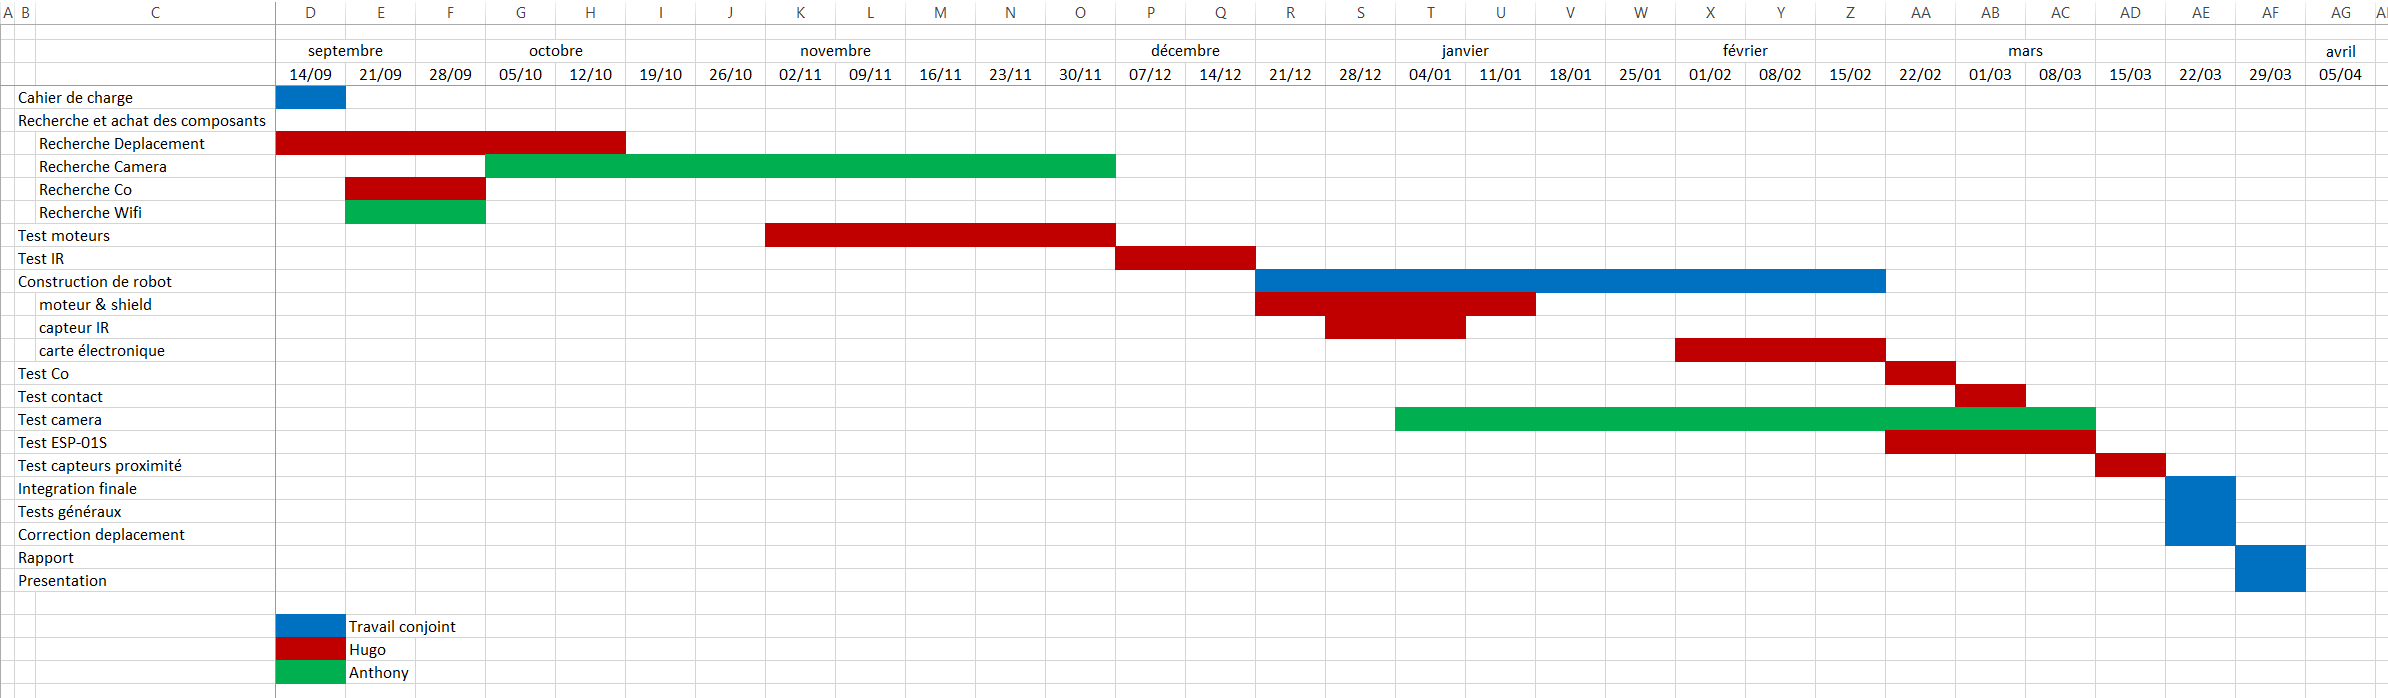 A B C D E F G H I J K L M N O P Q R S T U V W X Y Z AA AB AC AD AE AF AG
septembre octobre novembre décembre janvier février mars avril
14/09 21/09 28/09 05/10 12/10 19/10 26/10 02/11 09/11 16/11 23/11 30/11 07/12 14/12 21/12 28/12 04/01 11/01 18/01 25/01 01/02 08/02 15/02 22/02 01/03 08/03 15/03 22/03 29/03 05/04
Cahier de charge
Recherche et achat des composants
Recherche Deplacement
Recherche Camera
Recherche Co
Recherche Wifi
Test moteurs
Test IR
Construction de robot
moteur & shield
capteur IR
carte électronique
Test Co
Test contact
Test camera
Test ESP-01S
Test capteurs proximité
Integration finale
Tests généraux
Correction deplacement
Rapport
Presentation
Travail conjoint
Hugo
Anthony